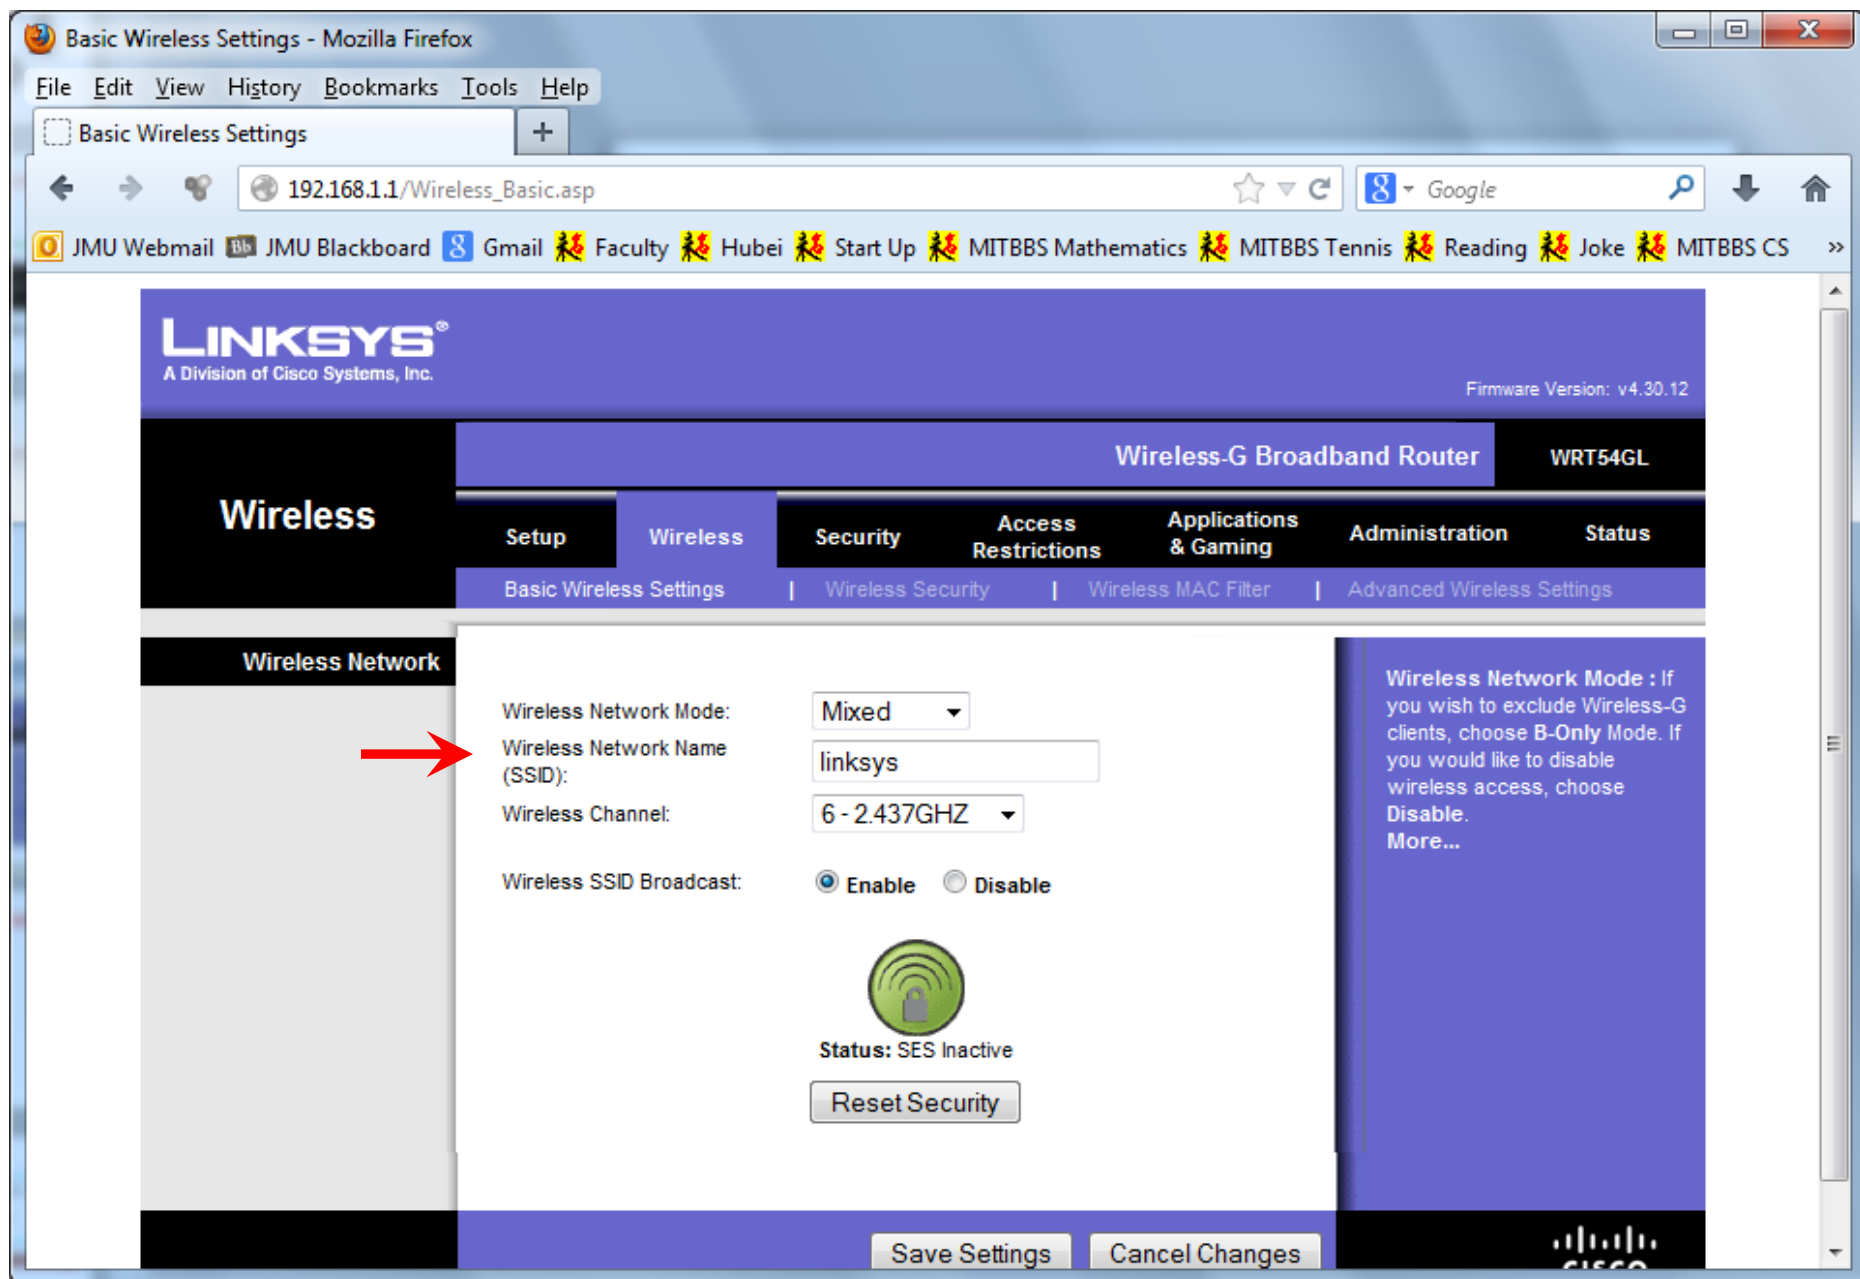 Basic Wireless Settings - Mozilla Firefox
File Edit View History Bookmarks Tools Help
Basic Wireless Settings
192.168.1.1/Wireless_Basic.asp
Google
JMU Webmail Bb JMU Blackboard Gmail Faculty Hubei Start Up MITBBS Mathematics MITBBS Tennis Reading Joke MITBBS CS »
LINKSYS®
A Division of Cisco Systems, Inc.
Firmware Version: v4.30.12
Wireless-G Broadband Router WRT54GL
Wireless
Setup Wireless Security Access Restrictions Applications & Gaming Administration Status
Basic Wireless Settings | Wireless Security | Wireless MAC Filter | Advanced Wireless Settings
Wireless Network
Wireless Network Mode: Mixed
Wireless Network Name
(SSID): linksys
Wireless Channel: 6 - 2.437GHZ
Wireless SSID Broadcast: Enable Disable
Status: SES Inactive
Reset Security
Wireless Network Mode : If
you wish to exclude Wireless-G
clients, choose B-Only Mode. If
you would like to disable
wireless access, choose
Disable.
More...
Save Settings Cancel Changes
CISCO